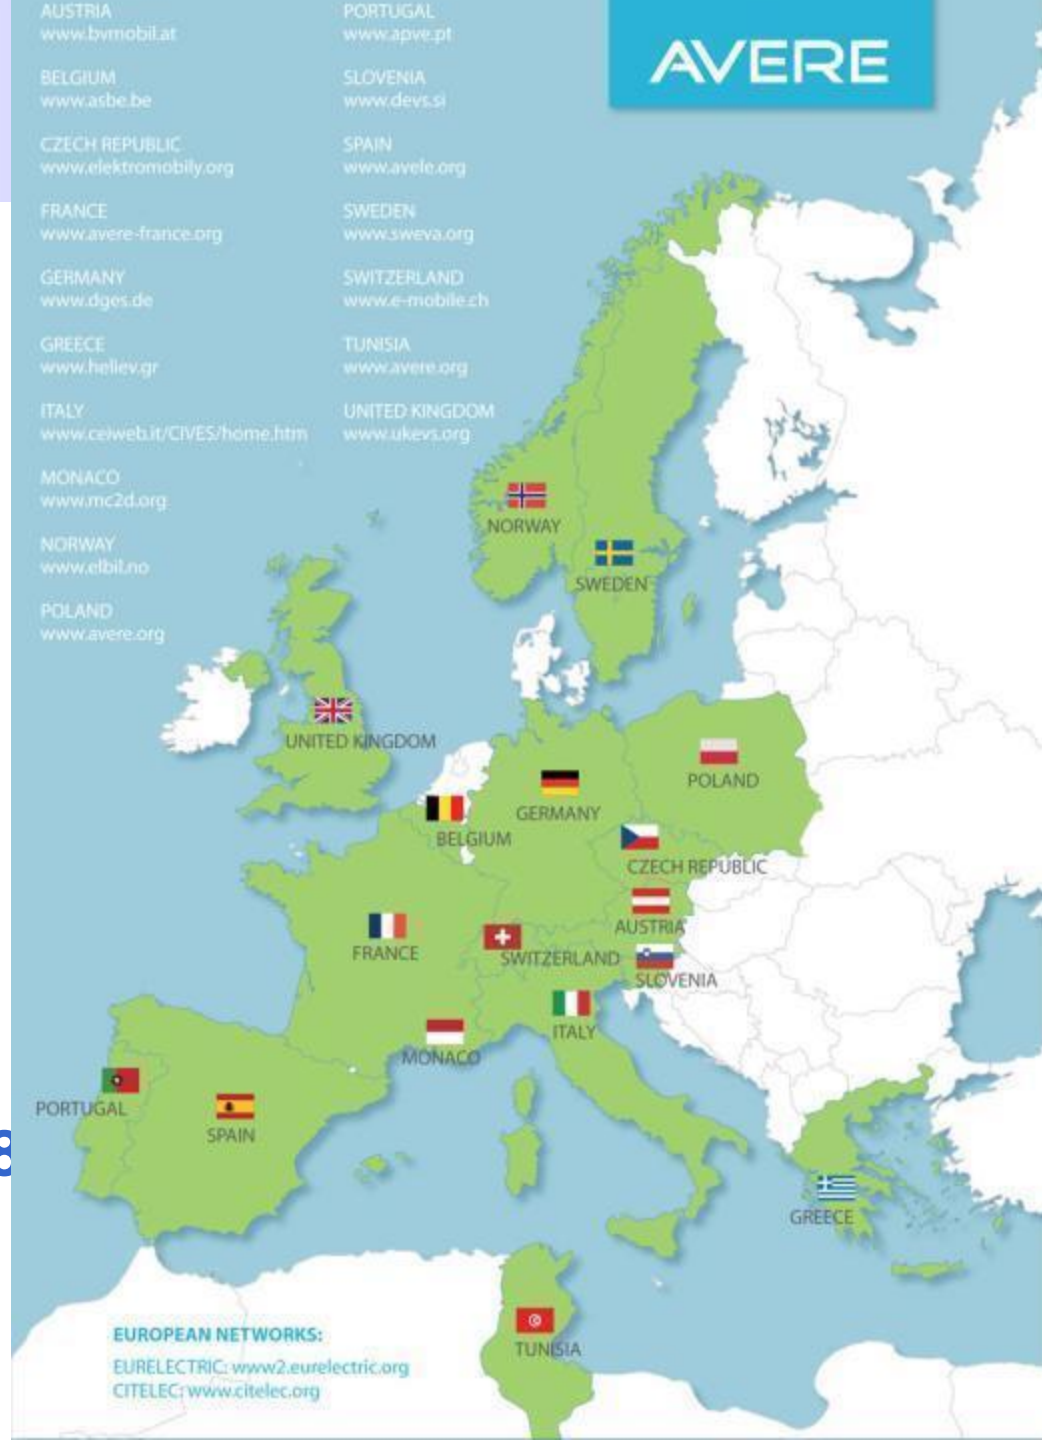 AUSTRIA
www.bvmobil.at
BELGIUM
www.asbe.be
CZECH REPUBLIC
www.elektromobily.org
FRANCE
www.avere-france.org
GERMANY
www.dges.de
GREECE
www.hellev.gr
ITALY
www.ceiweb.it/CIVES/home.htm
MONACO
www.mc2d.org
NORWAY
www.elbil.no
POLAND
www.avere.org
PORTUGAL
www.apve.pt
SLOVENIA
www.devs.si
SPAIN
www.avele.org
SWEDEN
www.sweva.org
SWITZERLAND
www.e-mobile.ch
TUNISIA
www.avere.org
UNITED KINGDOM
www.ukevs.org
AVERE
NORWAY
SWEDEN
UNITED KINGDOM
POLAND
GERMANY
BELGIUM
CZECH REPUBLIC
AUSTRIA
FRANCE
SWITZERLAND
SLOVENIA
ITALY
MONACO
PORTUGAL
SPAIN
GREECE
TUNISIA
EUROPEAN NETWORKS:
EURELECTRIC: www2.eurelectric.org
CITELEC: www.citelec.org